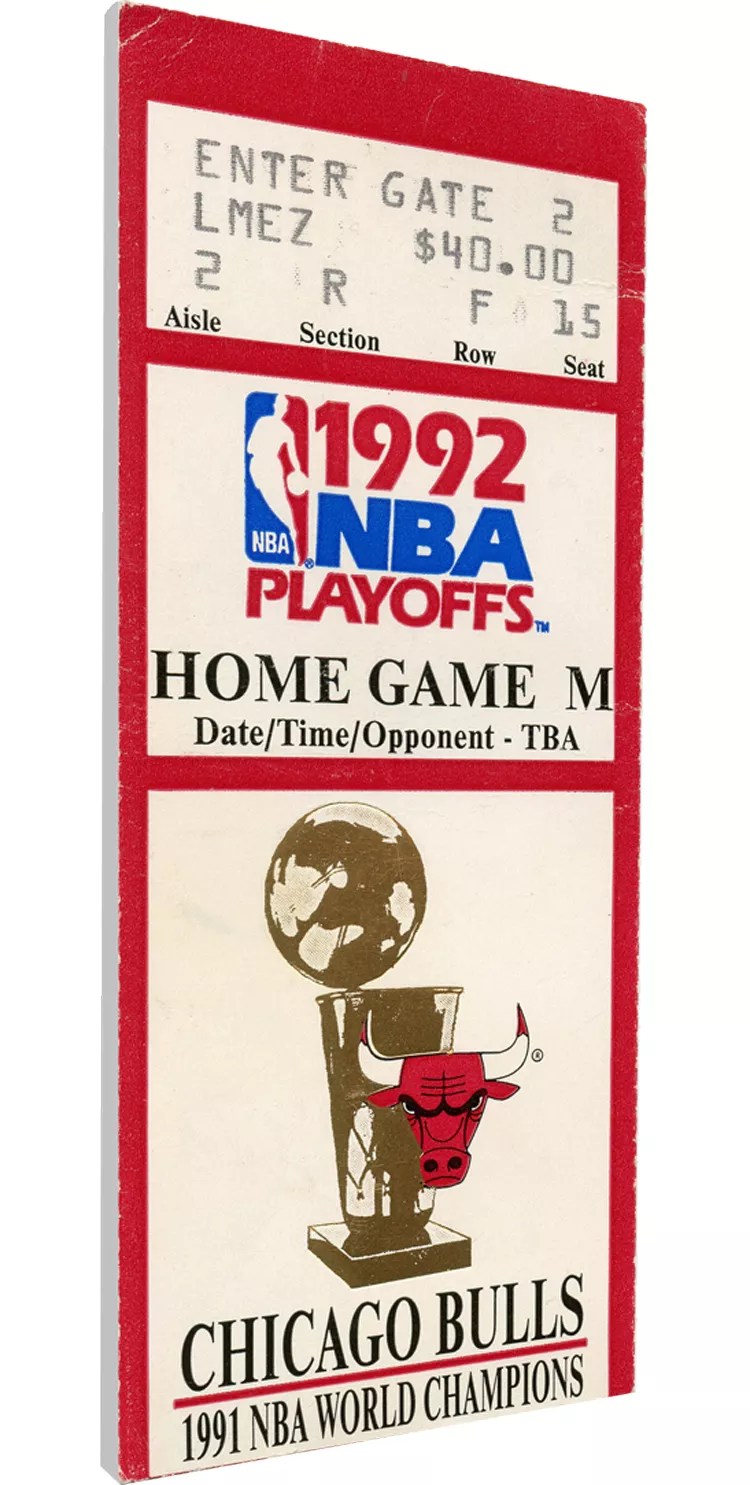 ENTER GATE 2
LMEZ $40.00
2 R F 15
Aisle Section Row Seat
1992
NBA NBA
PLAYOFFS™
HOME GAME M
Date/Time/Opponent - TBA
®
CHICAGO BULLS
1991 NBA WORLD CHAMPIONS